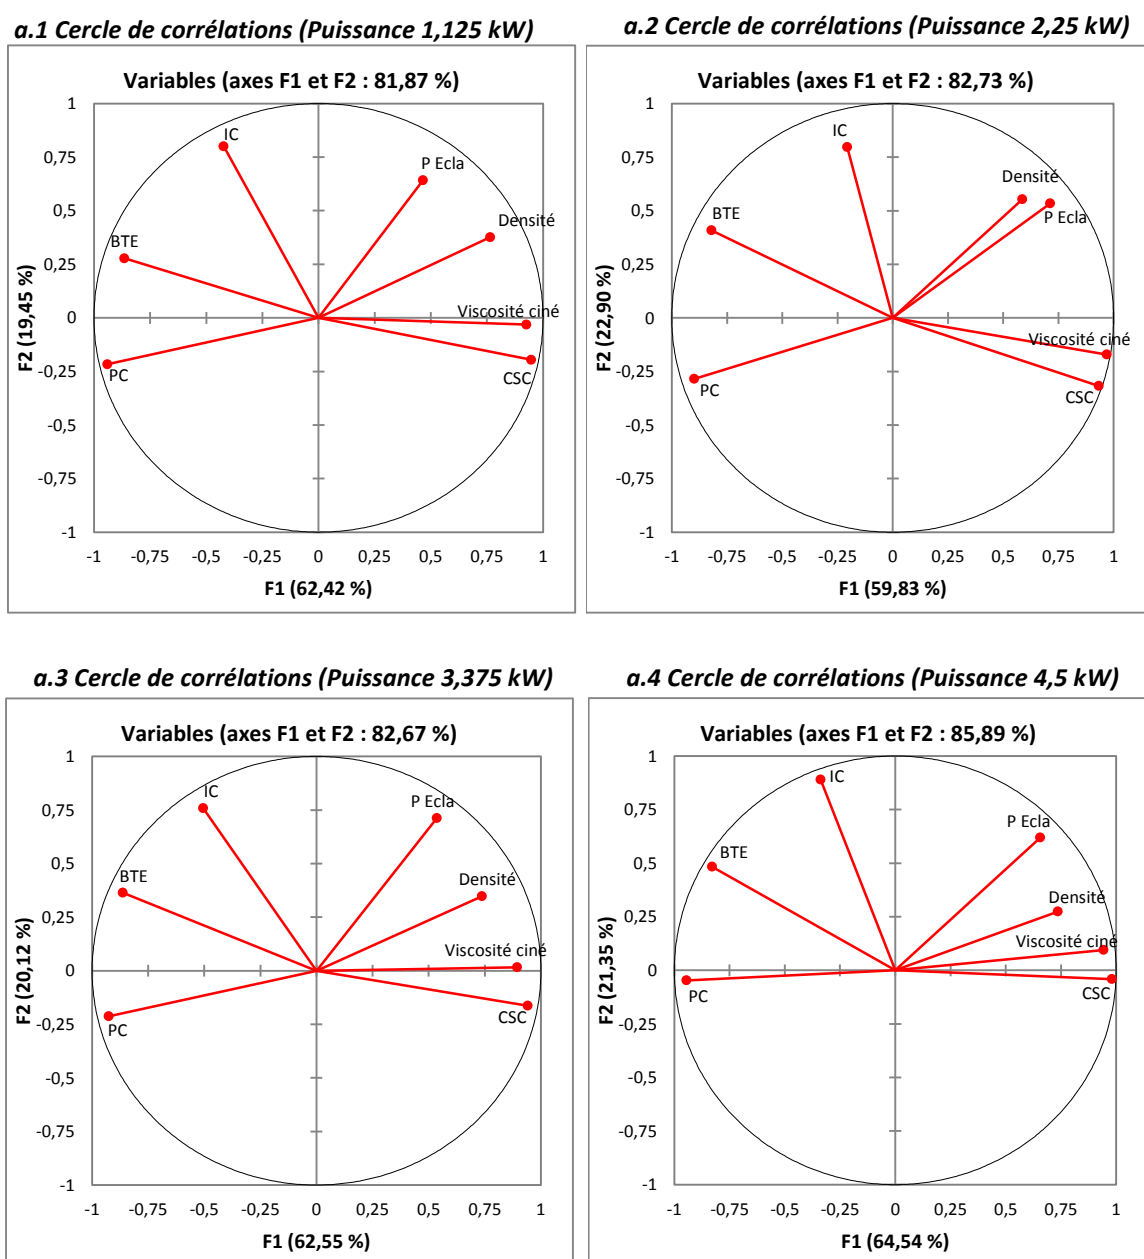 a.1 Cercle de corrélations (Puissance 1,125 kW)
Variables (axes F1 et F2 : 81,87 %)
1
0,75
0,5
0,25
0
-0,25
-0,5
-0,75
-1
F2 (19,45 %)
IC
P Ecla
BTE
Densité
Viscosité ciné
PC
CSC
-1 -0,75 -0,5 -0,25 0 0,25 0,5 0,75 1
F1 (62,42 %)
a.2 Cercle de corrélations (Puissance 2,25 kW)
Variables (axes F1 et F2 : 82,73 %)
1
0,75
0,5
0,25
0
-0,25
-0,5
-0,75
-1
F2 (22,90 %)
IC
Densité
BTE
P Ecla
Viscosité ciné
PC
CSC
-1 -0,75 -0,5 -0,25 0 0,25 0,5 0,75 1
F1 (59,83 %)
a.3 Cercle de corrélations (Puissance 3,375 kW)
Variables (axes F1 et F2 : 82,67 %)
1
0,75
0,5
0,25
0
-0,25
-0,5
-0,75
-1
F2 (20,12 %)
IC
P Ecla
BTE
Densité
Viscosité ciné
PC
CSC
-1 -0,75 -0,5 -0,25 0 0,25 0,5 0,75 1
F1 (62,55 %)
a.4 Cercle de corrélations (Puissance 4,5 kW)
Variables (axes F1 et F2 : 85,89 %)
1
0,75
0,5
0,25
0
-0,25
-0,5
-0,75
-1
F2 (21,35 %)
IC
P Ecla
BTE
Densité
Viscosité ciné
PC
CSC
-1 -0,75 -0,5 -0,25 0 0,25 0,5 0,75 1
F1 (64,54 %)